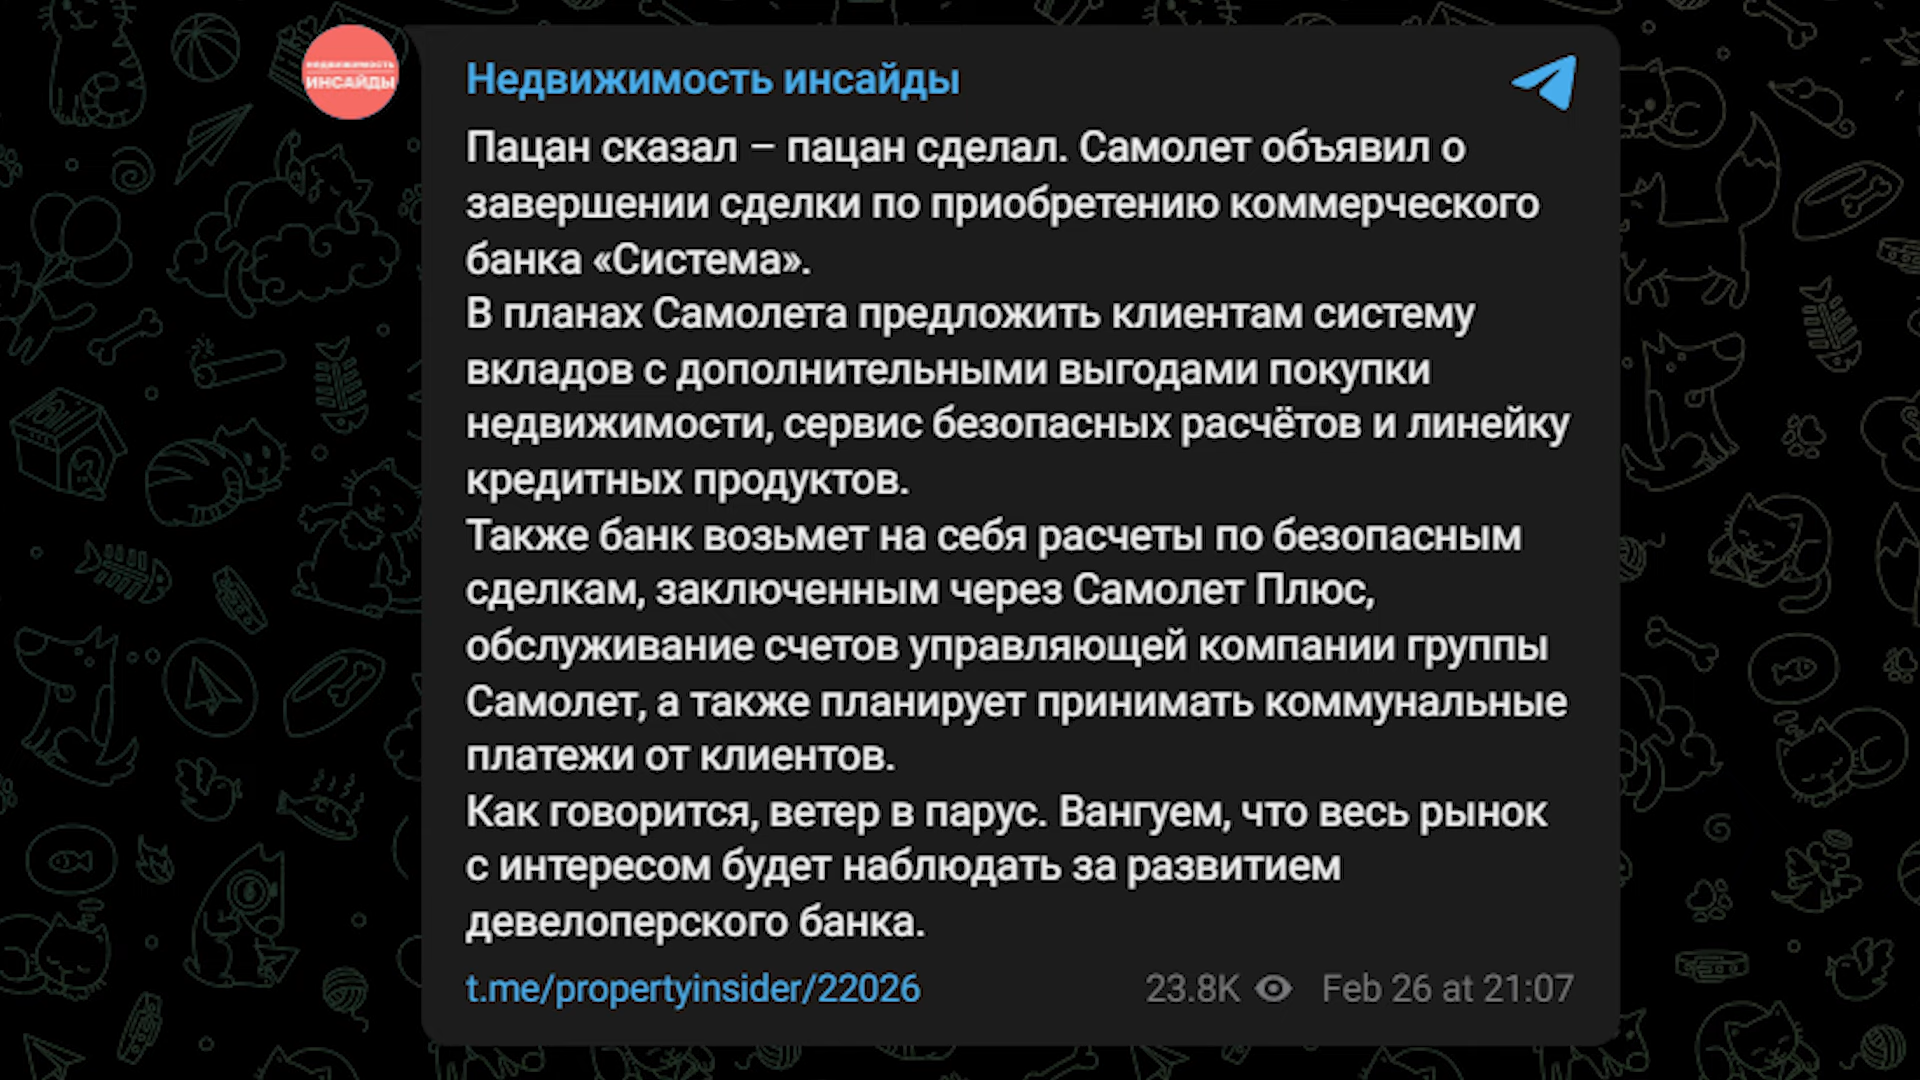 недвижимость
ИНСАЙДЫ
Недвижимость инсайды
Пацан сказал – пацан сделал. Самолет объявил о
завершении сделки по приобретению коммерческого
банка «Система».
В планах Самолета предложить клиентам систему
вкладов с дополнительными выгодами покупки
недвижимости, сервис безопасных расчётов и линейку
кредитных продуктов.
Также банк возьмет на себя расчеты по безопасным
сделкам, заключенным через Самолет Плюс,
обслуживание счетов управляющей компании группы
Самолет, а также планирует принимать коммунальные
платежи от клиентов.
Как говорится, ветер в парус. Вангуем, что весь рынок
с интересом будет наблюдать за развитием
девелоперского банка.
t.me/propertyinsider/22026 23.8K Feb 26 at 21:07